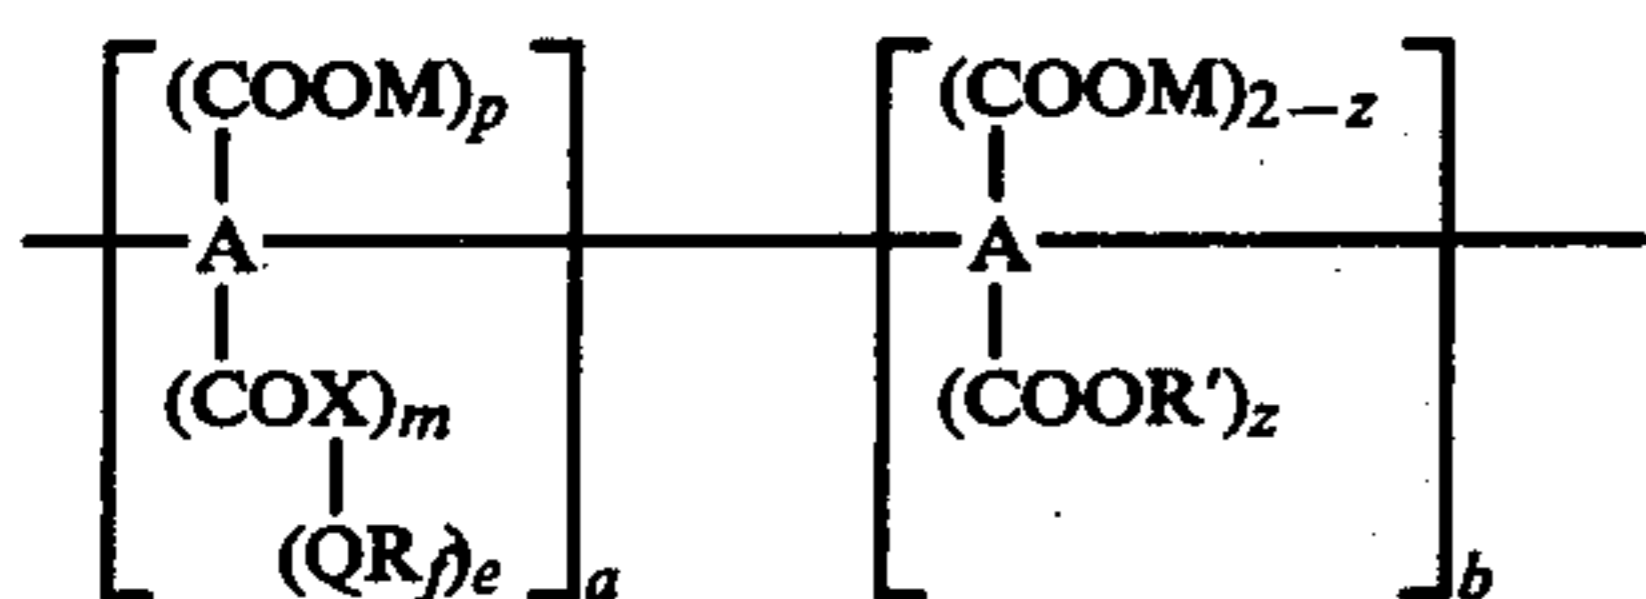 (COOM)p (COOM)2−z
A A
(COX)m (COOR′)z
(QRf)e
a b